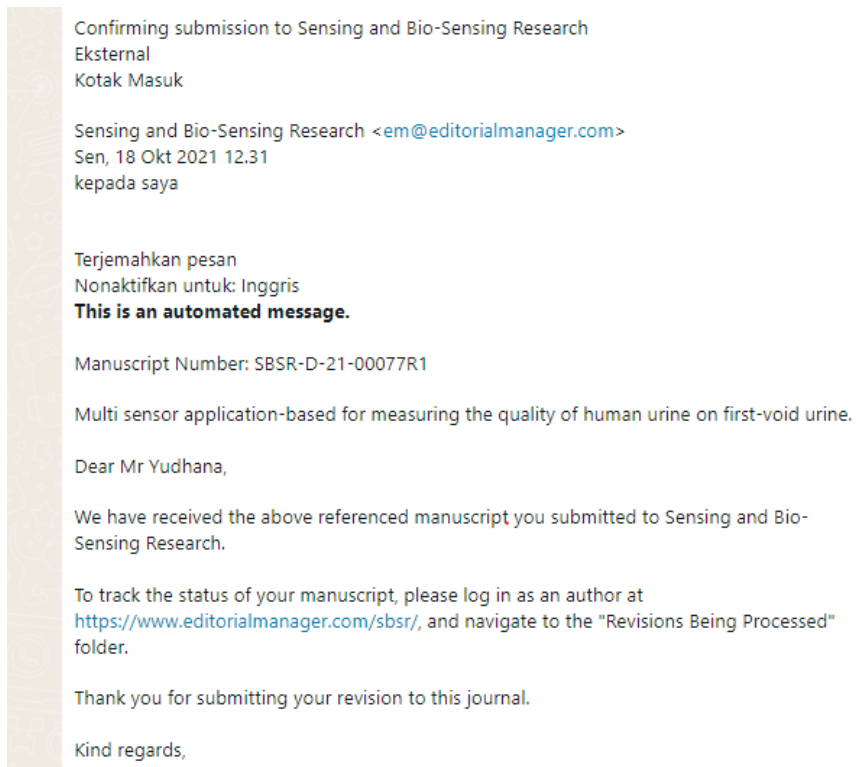 Confirming submission to Sensing and Bio-Sensing Research
Eksternal
Kotak Masuk
Sensing and Bio-Sensing Research <em@editorialmanager.com>
Sen, 18 Okt 2021 12.31
kepada saya
Terjemahkan pesan
Nonaktifkan untuk: Inggris
This is an automated message.
Manuscript Number: SBSR-D-21-00077R1
Multi sensor application-based for measuring the quality of human urine on first-void urine.
Dear Mr Yudhana,
We have received the above referenced manuscript you submitted to Sensing and Bio-
Sensing Research.
To track the status of your manuscript, please log in as an author at
https://www.editorialmanager.com/sbsr/, and navigate to the "Revisions Being Processed"
folder.
Thank you for submitting your revision to this journal.
Kind regards,